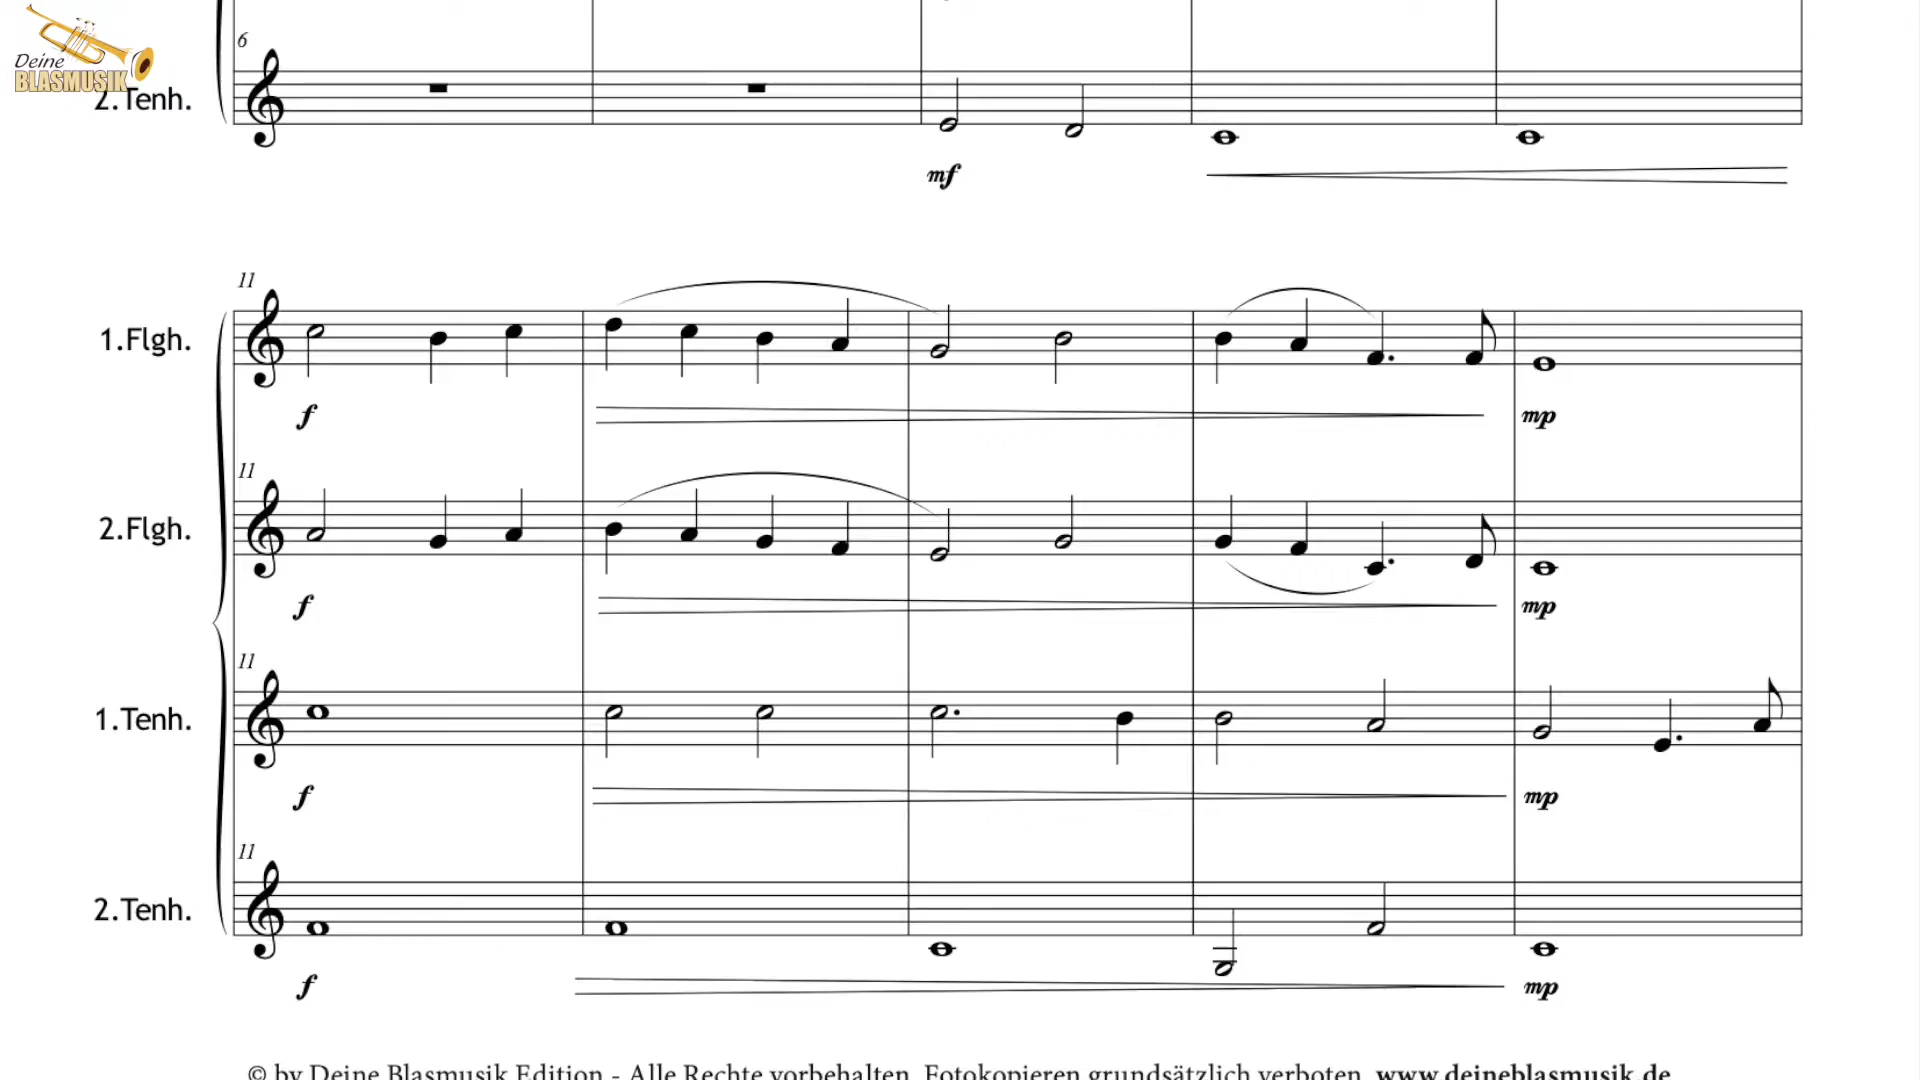 Deine
BLASMUSIK
6
2.Tenh.
mf
11
1.Flgh.
f
mp
11
2.Flgh.
f
mp
11
1.Tenh.
f
mp
11
2.Tenh.
f
mp
© by Deine Blasmusik Edition - Alle Rechte vorbehalten. Fotokopieren grundsätzlich verboten. www.deineblasmusik.de